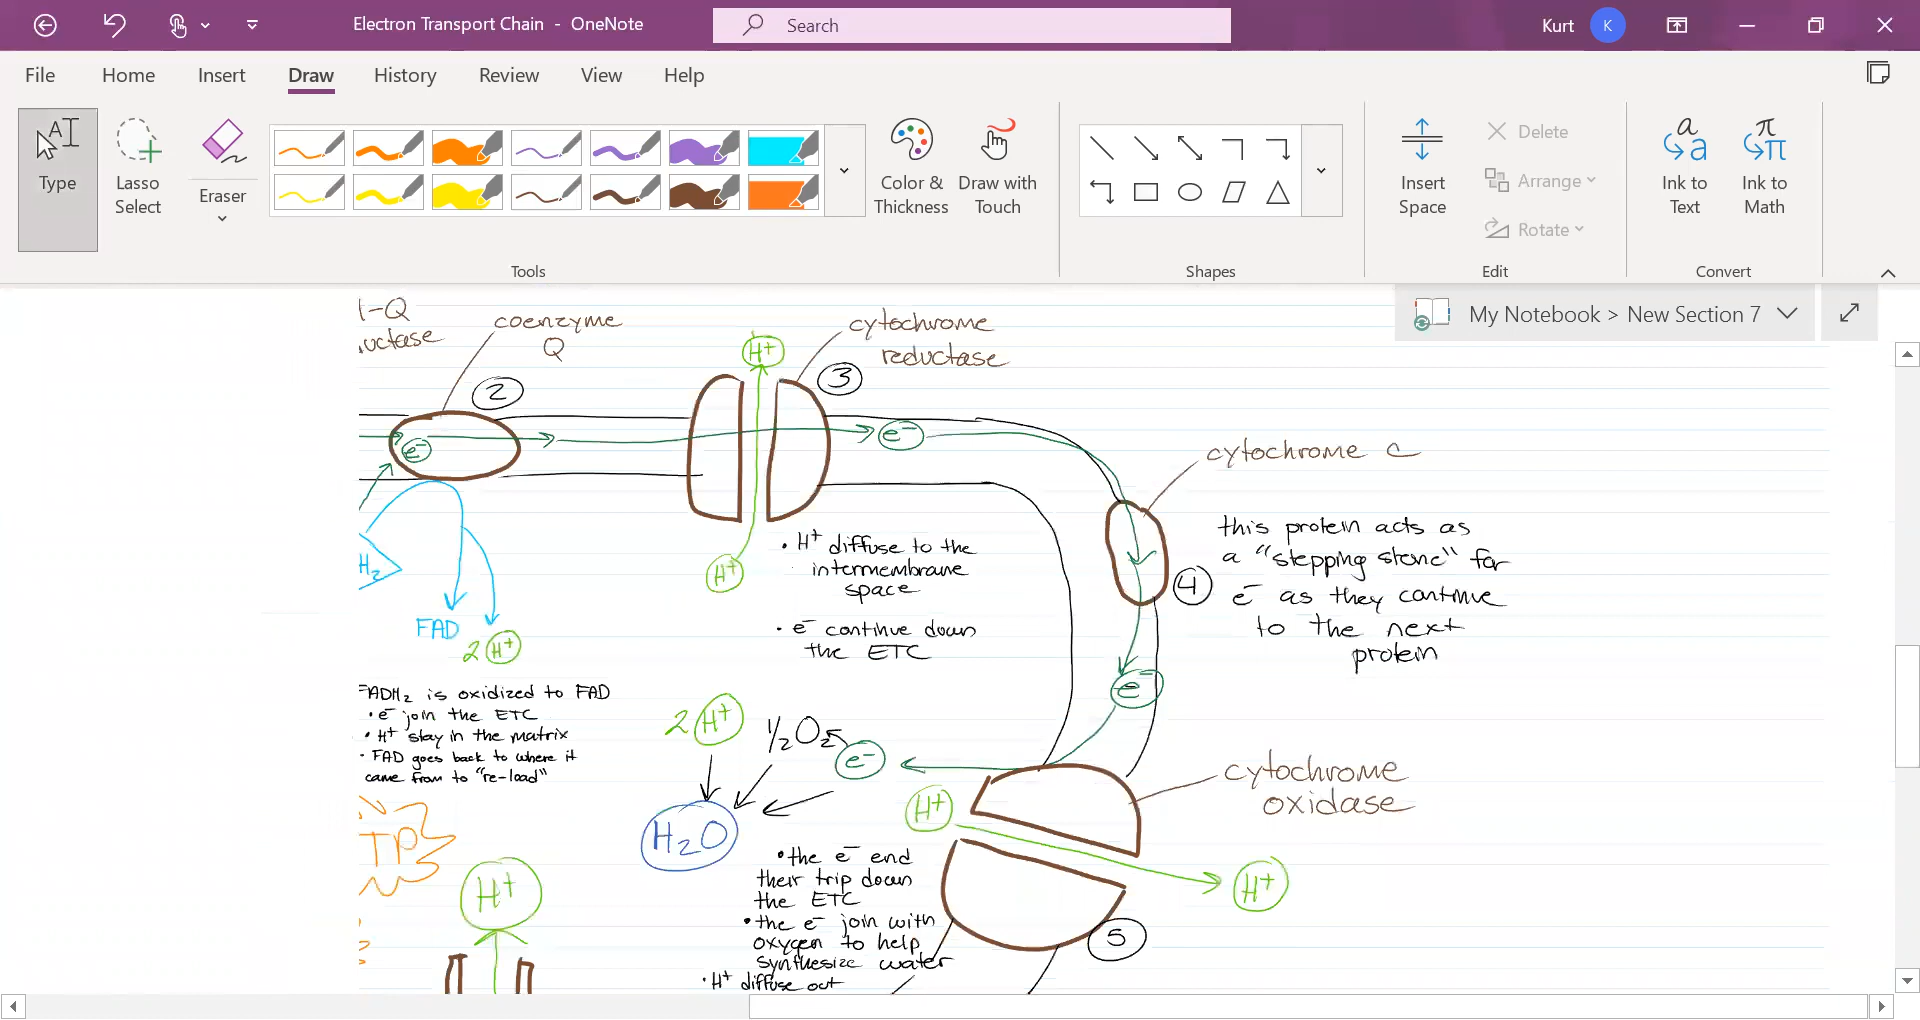 Electron Transport Chain - OneNote
Search
Kurt
K
File
Home
Insert
Draw
History
Review
View
Help
Type
Lasso
Select
Eraser
Color &
Thickness
Draw with
Touch
Insert
Space
Delete
Arrange
Rotate
Ink to
Text
Ink to
Math
Tools
Shapes
Edit
Convert
My Notebook > New Section 7
-Q
uctase
coenzyme
Q
2
H+
cytochrome
reductase
3
e-
e-
cytochrome c
H2
FAD
2 H+
H+
• H+ diffuse to the
intermembrane
space
• e- continue down
the ETC
4
this protein acts as
a "stepping stone" for
e- as they continue
to the next
protein
e-
FADH2 is oxidized to FAD
• e- join the ETC
• H+ stay in the matrix
• FAD goes back to where it
came from to "re-load"
2 H+
1/2 O2
e-
H2O
H+
cytochrome
oxidase
H+
5
• the e- end
their trip down
the ETC
• the e- join with
oxygen to help
synthesize water
• H+ diffuse out
TP
H+